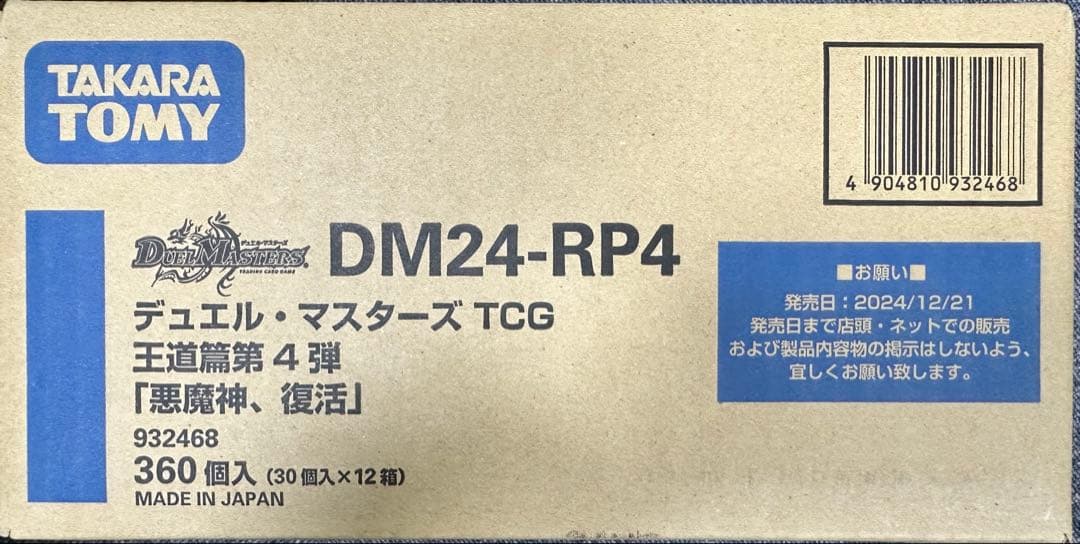 TAKARA
TOMY
4 904810 932468
デュエル・マスターズ
DUEL MASTERS
TRADING CARD GAME
DM24-RP4
デュエル・マスターズ TCG
王道篇第4弾
「悪魔神、復活」
932468
360個入（30個入×12箱）
MADE IN JAPAN
■お願い■
発売日：2024/12/21
発売日まで店頭・ネットでの販売
および製品内容物の掲示はしないよう、
宜しくお願い致します。